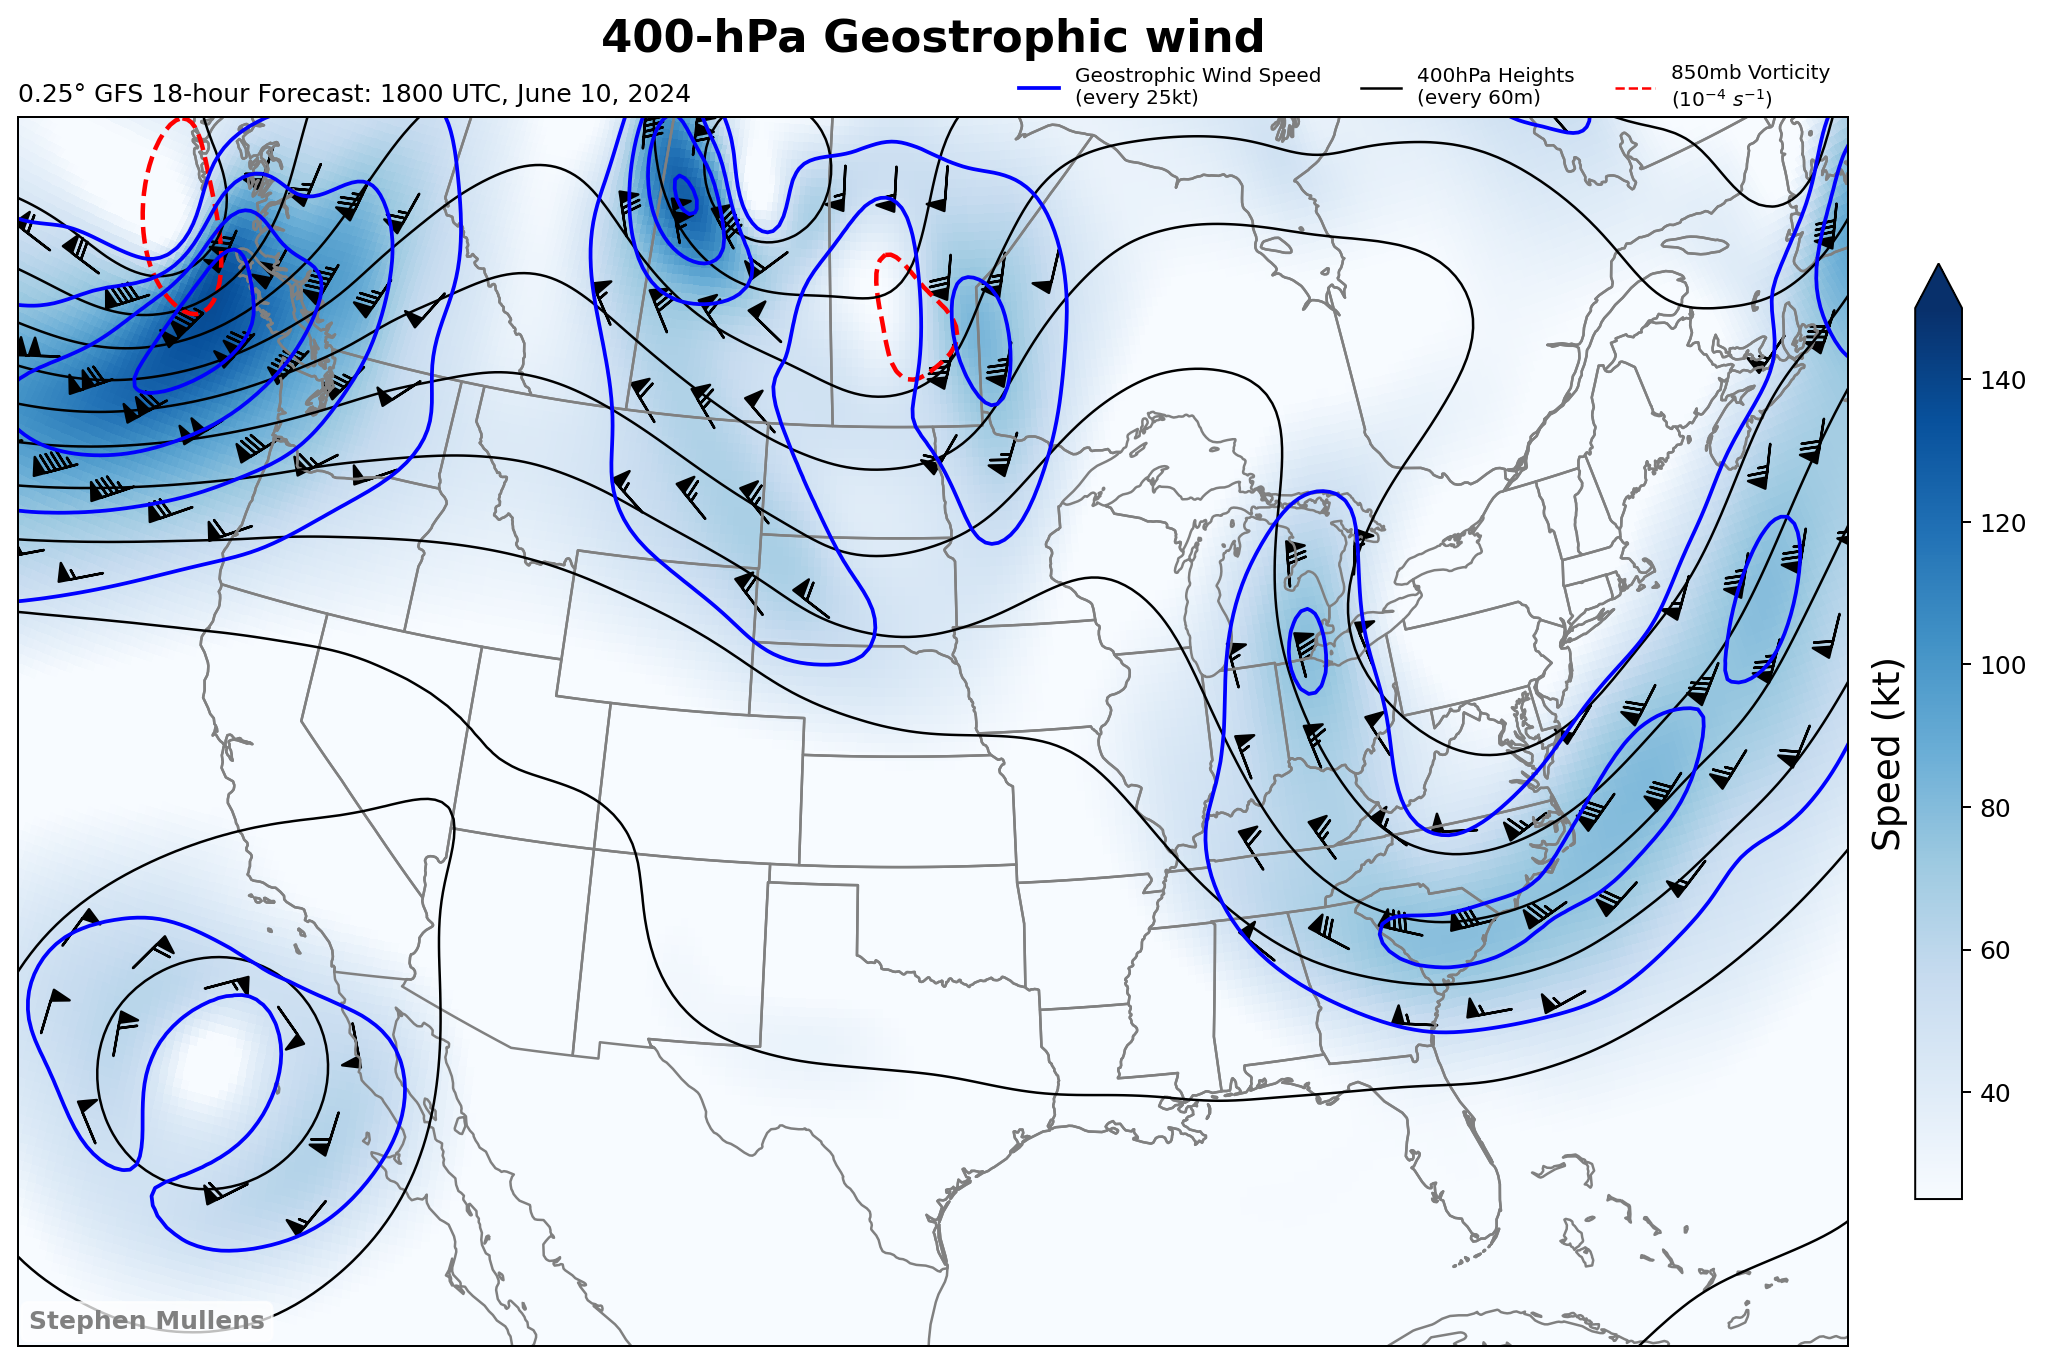 400-hPa Geostrophic wind
0.25° GFS 18-hour Forecast: 1800 UTC, June 10, 2024
Geostrophic Wind Speed
(every 25kt)
400hPa Heights
(every 60m)
850mb Vorticity
(10⁻⁴ s⁻¹)
140
120
100
80
60
40
Speed (kt)
Stephen Mullens